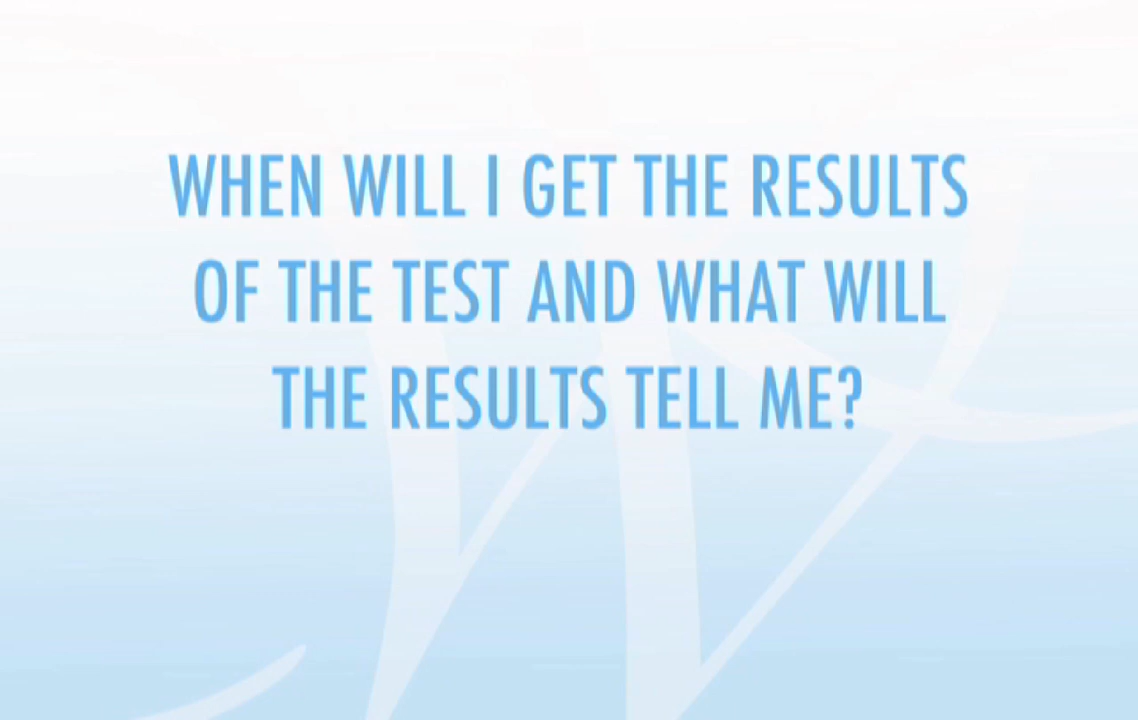 WHEN WILL I GET THE RESULTS
OF THE TEST AND WHAT WILL
THE RESULTS TELL ME?